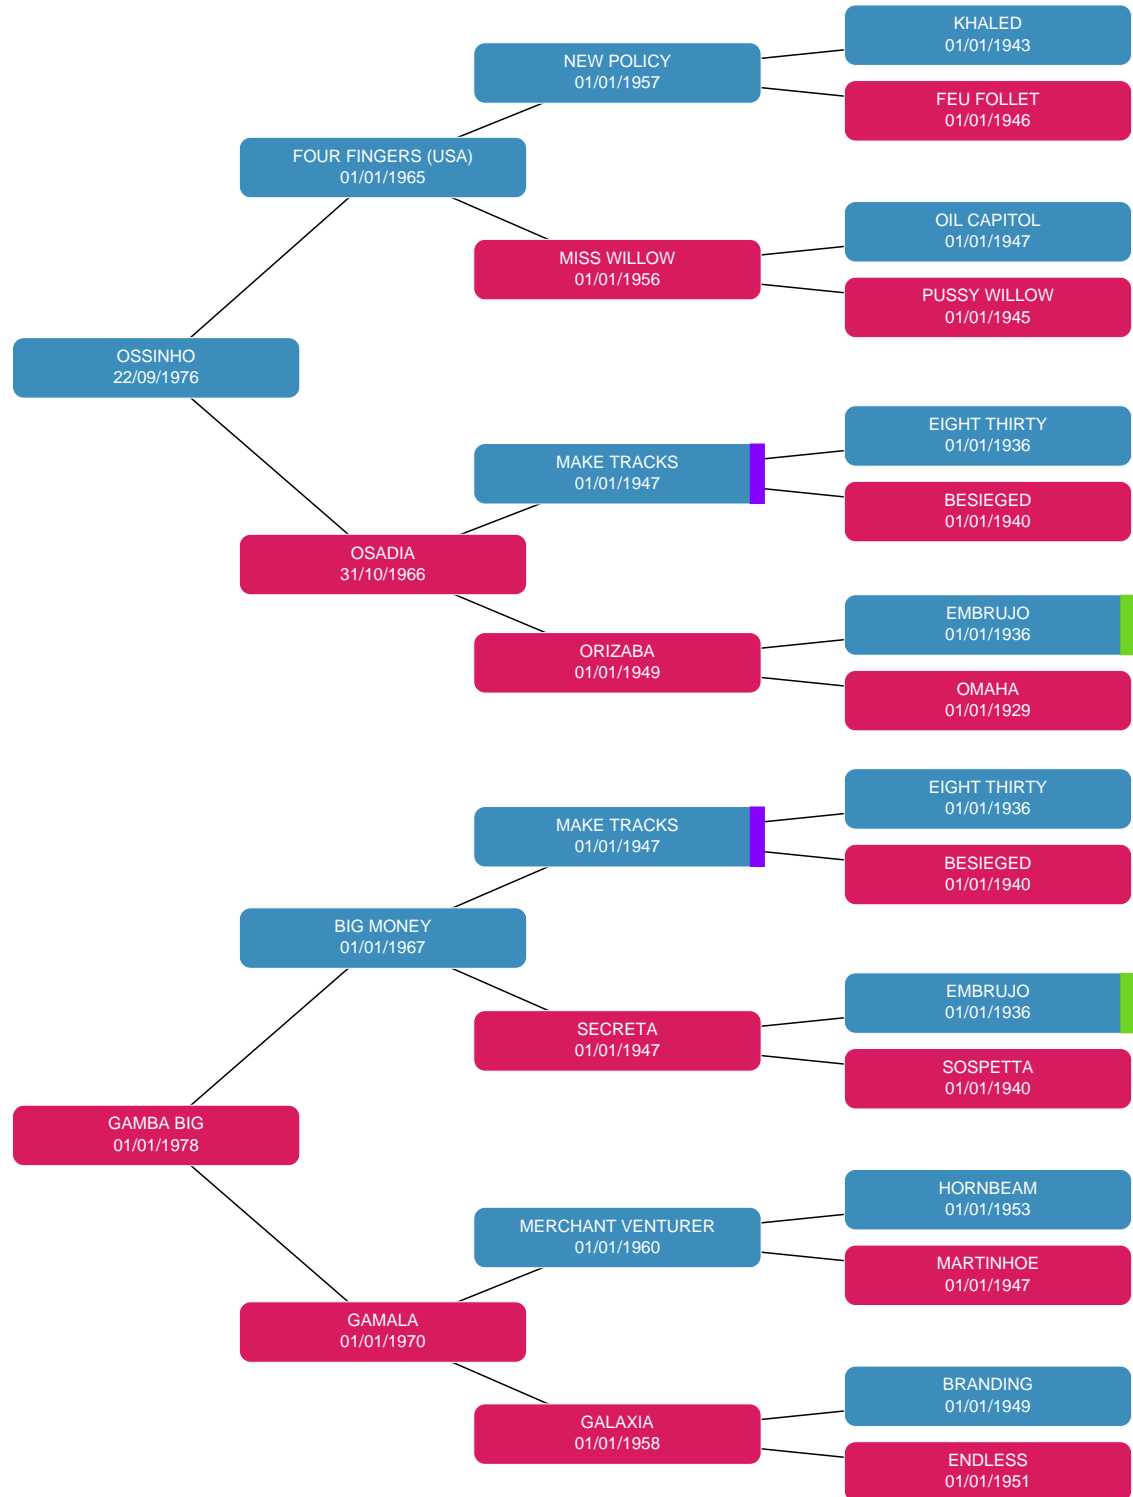 KHALED
01/01/1943
NEW POLICY
01/01/1957
FEU FOLLET
01/01/1946
FOUR FINGERS (USA)
01/01/1965
OIL CAPITOL
01/01/1947
MISS WILLOW
01/01/1956
PUSSY WILLOW
01/01/1945
OSSINHO
22/09/1976
EIGHT THIRTY
01/01/1936
MAKE TRACKS
01/01/1947
BESIEGED
01/01/1940
OSADIA
31/10/1966
EMBRUJO
01/01/1936
ORIZABA
01/01/1949
OMAHA
01/01/1929
EIGHT THIRTY
01/01/1936
MAKE TRACKS
01/01/1947
BESIEGED
01/01/1940
BIG MONEY
01/01/1967
EMBRUJO
01/01/1936
SECRETA
01/01/1947
SOSPETTA
01/01/1940
GAMBA BIG
01/01/1978
HORNBEAM
01/01/1953
MERCHANT VENTURER
01/01/1960
MARTINHOE
01/01/1947
GAMALA
01/01/1970
BRANDING
01/01/1949
GALAXIA
01/01/1958
ENDLESS
01/01/1951